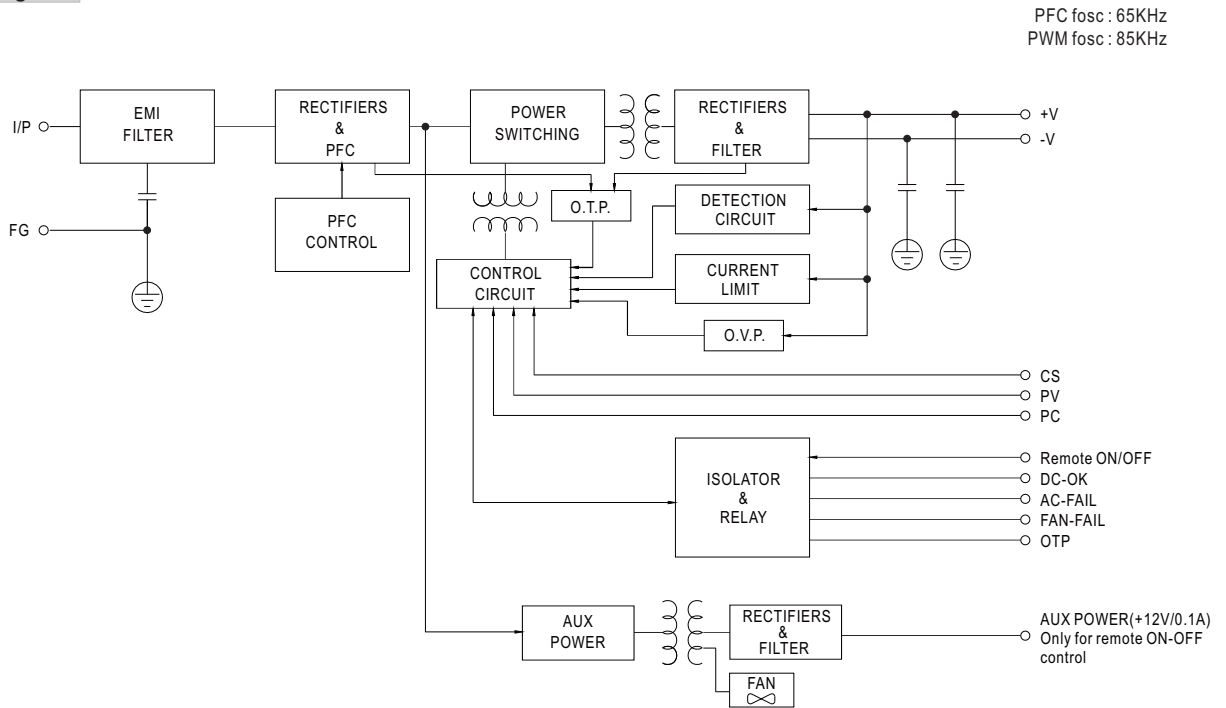 PFC fosc : 65KHz
PWM fosc : 85KHz
I/P
EMI
FILTER
RECTIFIERS
&
PFC
POWER
SWITCHING
RECTIFIERS
&
FILTER
+V
-V
FG
PFC
CONTROL
O.T.P.
DETECTION
CIRCUIT
CONTROL
CIRCUIT
CURRENT
LIMIT
O.V.P.
CS
PV
PC
ISOLATOR
&
RELAY
Remote ON/OFF
DC-OK
AC-FAIL
FAN-FAIL
OTP
AUX
POWER
RECTIFIERS
&
FILTER
FAN
AUX POWER(+12V/0.1A)
Only for remote ON-OFF
control